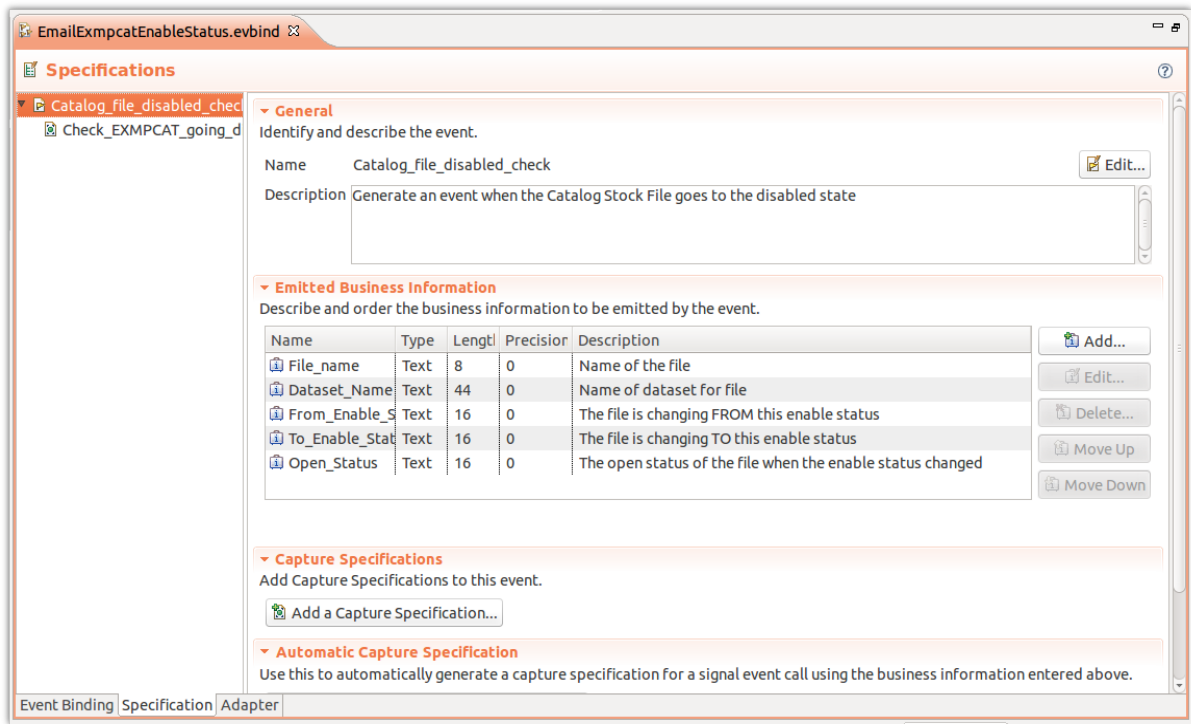 EmailExmpcatEnableStatus.evbind
Specifications
Catalog_file_disabled_chec
Check_EXMPCAT_going_d
General
Identify and describe the event.
Name Catalog_file_disabled_check Edit...
Description Generate an event when the Catalog Stock File goes to the disabled state
Emitted Business Information
Describe and order the business information to be emitted by the event.
Name Type Lengtl Precisior Description
File_name Text 8 0 Name of the file
Dataset_Name Text 44 0 Name of dataset for file
From_Enable_S Text 16 0 The file is changing FROM this enable status
To_Enable_Stat Text 16 0 The file is changing TO this enable status
Open_Status Text 16 0 The open status of the file when the enable status changed
Add...
Edit...
Delete...
Move Up
Move Down
Capture Specifications
Add Capture Specifications to this event.
Add a Capture Specification...
Automatic Capture Specification
Use this to automatically generate a capture specification for a signal event call using the business information entered above.
Event Binding Specification Adapter